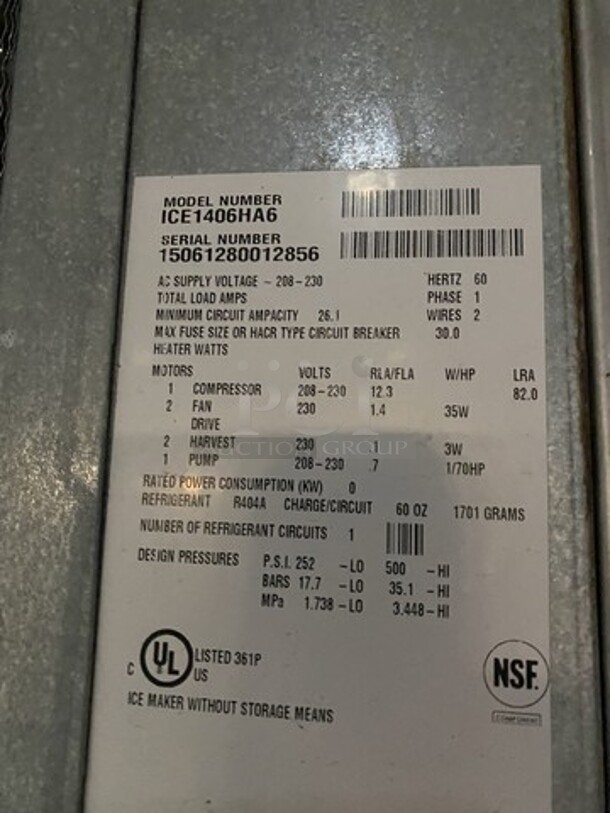 MODEL NUMBER
ICE1406HA6
SERIAL NUMBER
15061280012856
AC SUPPLY VOLTAGE ~ 208-230 HERTZ 60
TOTAL LOAD AMPS PHASE 1
MINIMUM CIRCUIT AMPACITY 26.1 WIRES 2
MAX FUSE SIZE OR HACR TYPE CIRCUIT BREAKER 30.0
HEATER WATTS
MOTORS VOLTS RLA/FLA W/HP LRA
1 COMPRESSOR 208-230 12.3 82.0
2 FAN 230 1.4 35W
DRIVE
2 HARVEST 230 .1 3W
1 PUMP 208-230 .7 1/70HP
RATED POWER CONSUMPTION (KW) 0
REFRIGERANT R404A CHARGE/CIRCUIT 60 OZ 1701 GRAMS
NUMBER OF REFRIGERANT CIRCUITS 1
DESIGN PRESSURES P.S.I. 252 -LO 500 -HI
BARS 17.7 -LO 35.1 -HI
MPa 1.738-LO 3.448-HI
C UL US LISTED 361P
NSF.
COMPONENT
ICE MAKER WITHOUT STORAGE MEANS